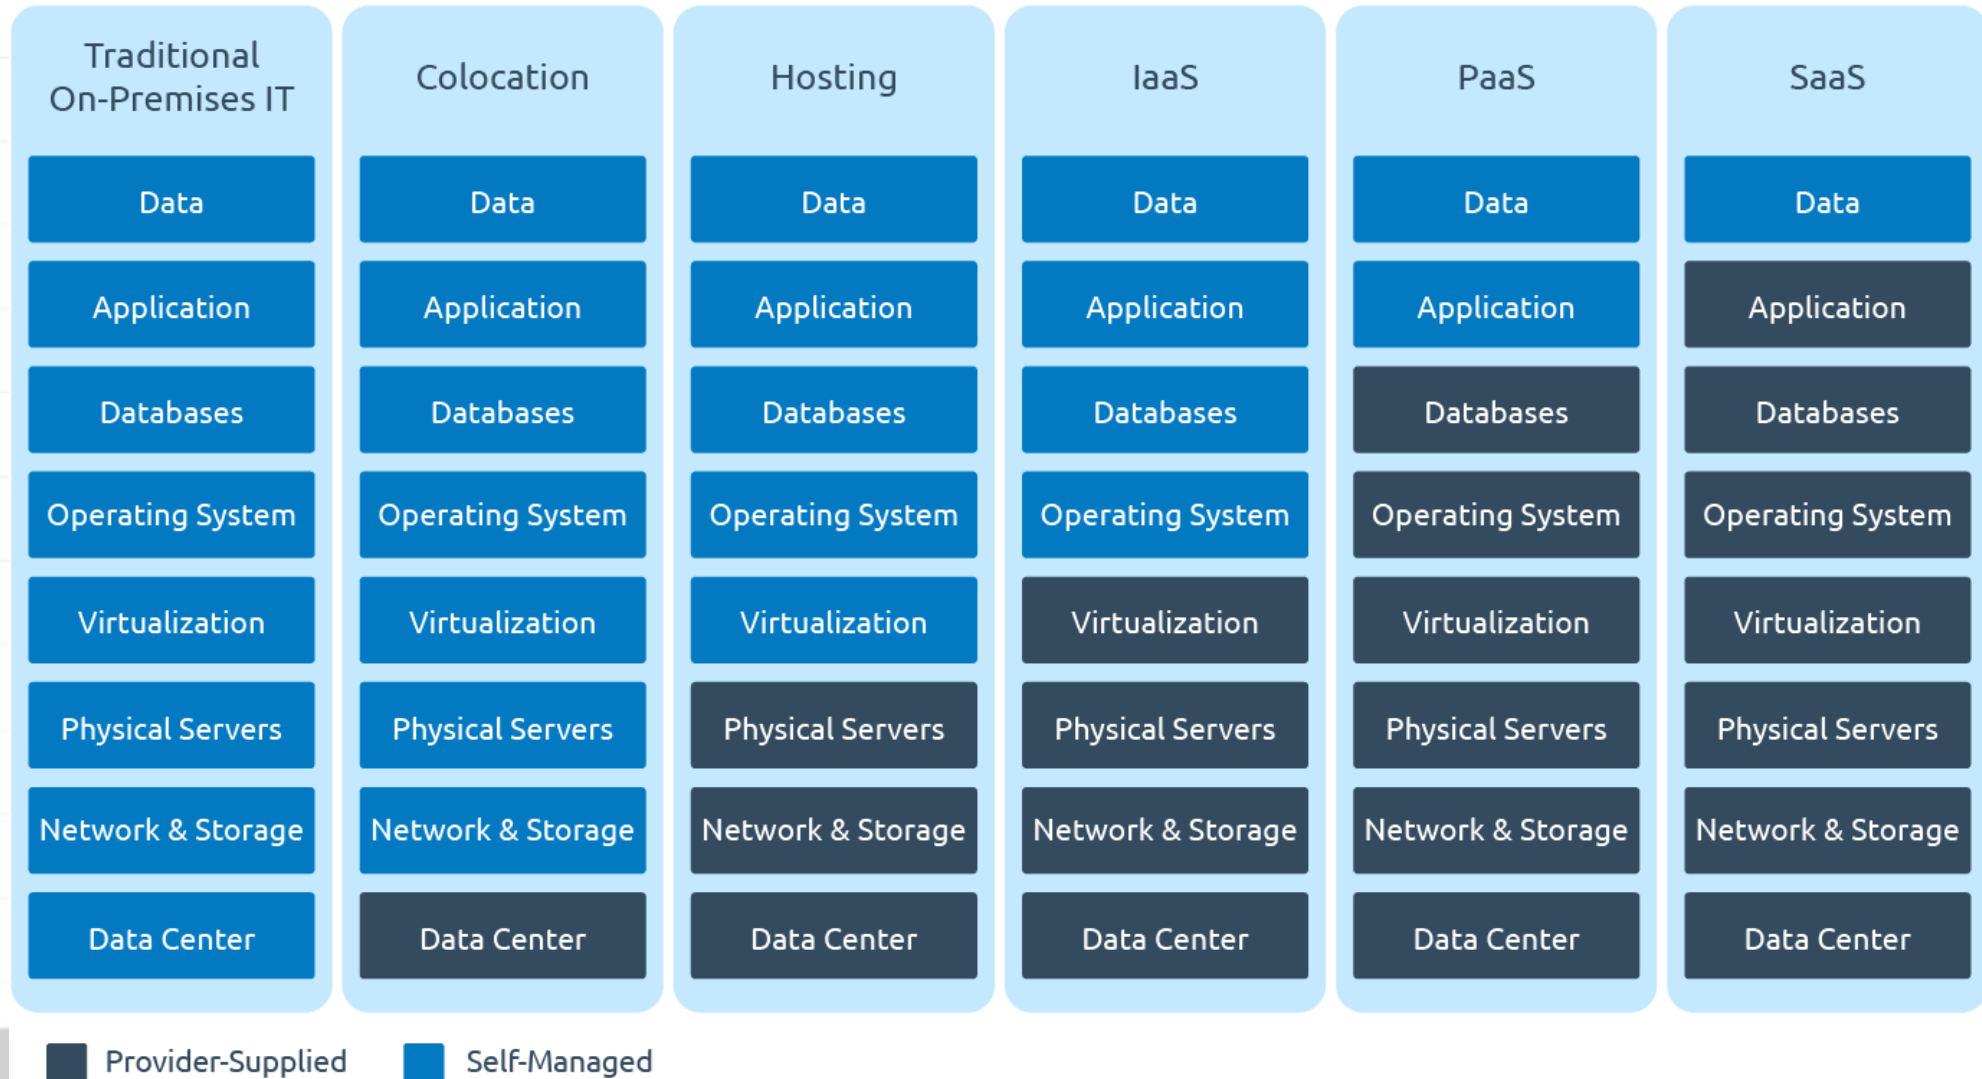 Traditional
On-Premises IT
Colocation
Hosting
IaaS
PaaS
SaaS
Data
Data
Data
Data
Data
Data
Application
Application
Application
Application
Application
Application
Databases
Databases
Databases
Databases
Databases
Databases
Operating System
Operating System
Operating System
Operating System
Operating System
Operating System
Virtualization
Virtualization
Virtualization
Virtualization
Virtualization
Virtualization
Physical Servers
Physical Servers
Physical Servers
Physical Servers
Physical Servers
Physical Servers
Network & Storage
Network & Storage
Network & Storage
Network & Storage
Network & Storage
Network & Storage
Data Center
Data Center
Data Center
Data Center
Data Center
Data Center
Provider-Supplied
Self-Managed